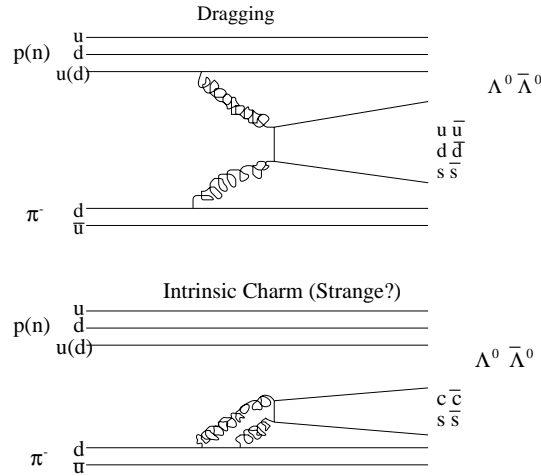 Dragging
u
p(n) d
u(d)
Λ⁰ Λ̅⁰
u u̅
d d̅
s s̅
π⁻ d
u̅
Intrinsic Charm (Strange?)
u
p(n) d
u(d)
Λ⁰ Λ̅⁰
c c̅
s s̅
π⁻ d
u̅